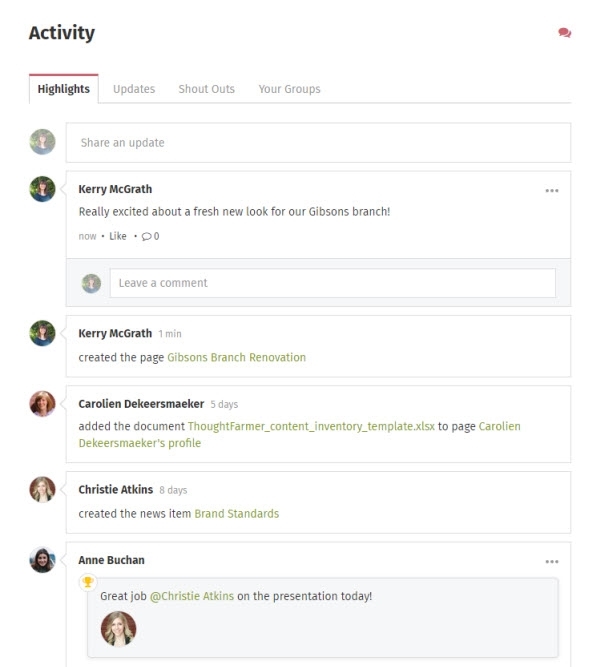 Activity
Highlights Updates Shout Outs Your Groups
Share an update
Kerry McGrath
Really excited about a fresh new look for our Gibsons branch!
now • Like • 0
Leave a comment
Kerry McGrath 1 min
created the page Gibsons Branch Renovation
Carolien Dekeersmaeker 5 days
added the document ThoughtFarmer_content_inventory_template.xlsx to page Carolien
Dekeersmaeker's profile
Christie Atkins 8 days
created the news item Brand Standards
Anne Buchan
Great job @Christie Atkins on the presentation today!